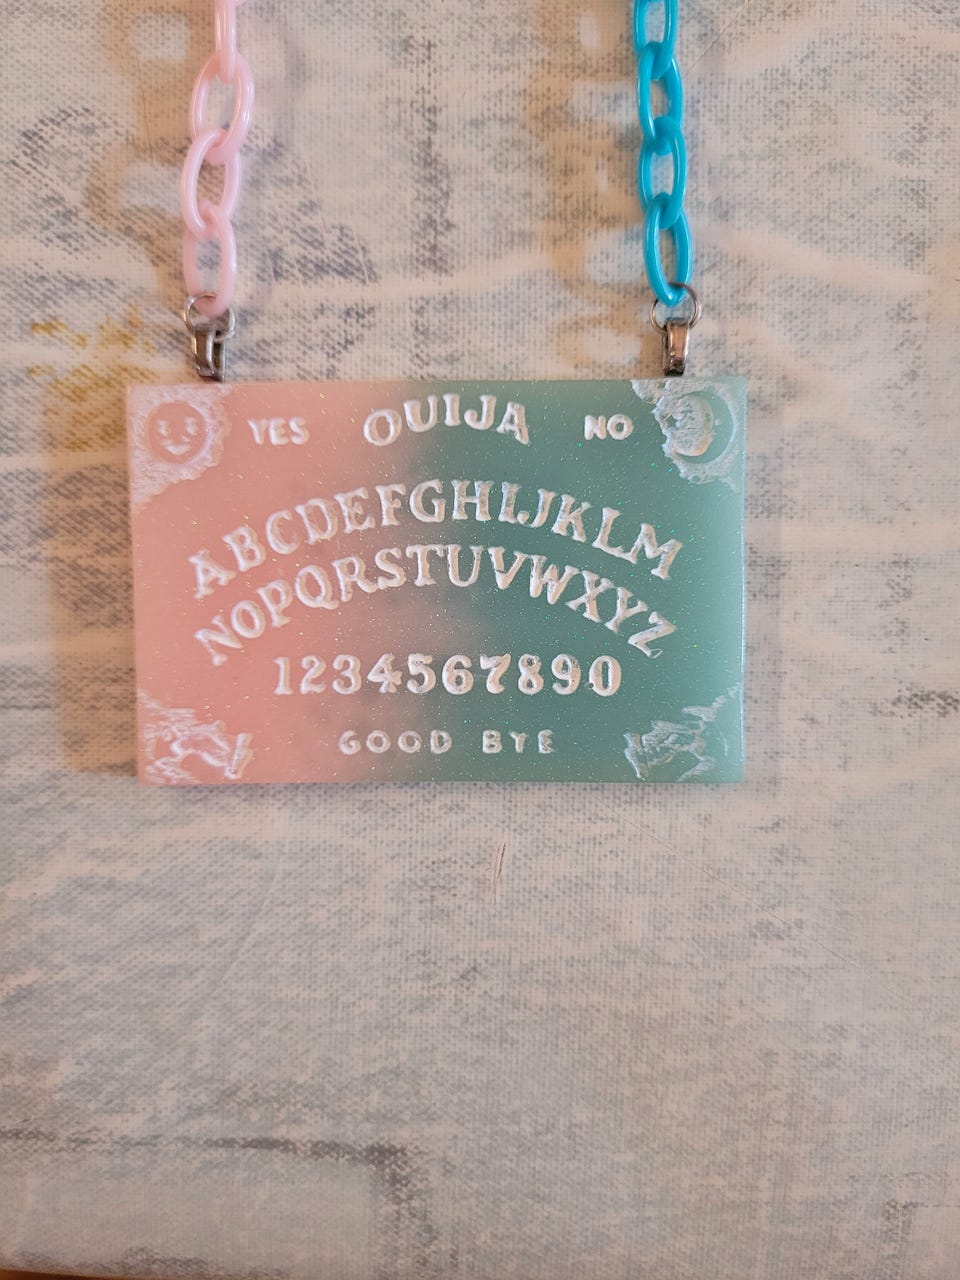 YES OUIJA NO
ABCDEFGHIJKLM
NOPQRSTUVWXYZ
1234567890
GOOD BYE